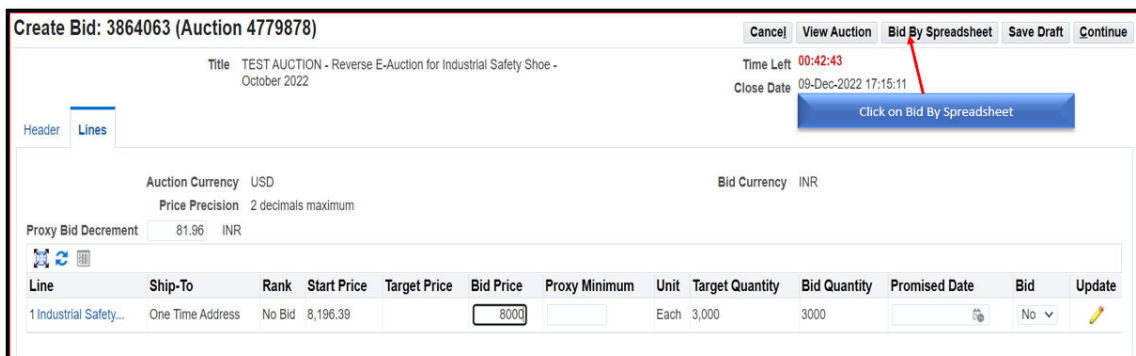 Create Bid: 3864063 (Auction 4779878)
Cancel View Auction Bid By Spreadsheet Save Draft Continue
Title TEST AUCTION - Reverse E-Auction for Industrial Safety Shoe -
October 2022
Time Left 00:42:43
Close Date 09-Dec-2022 17:15:11
Click on Bid By Spreadsheet
Header Lines
Auction Currency USD
Bid Currency INR
Price Precision 2 decimals maximum
Proxy Bid Decrement 81.96 INR
Line Ship-To Rank Start Price Target Price Bid Price Proxy Minimum Unit Target Quantity Bid Quantity Promised Date Bid Update
1 Industrial Safety... One Time Address No Bid 8,196.39 8000 Each 3,000 3000 No